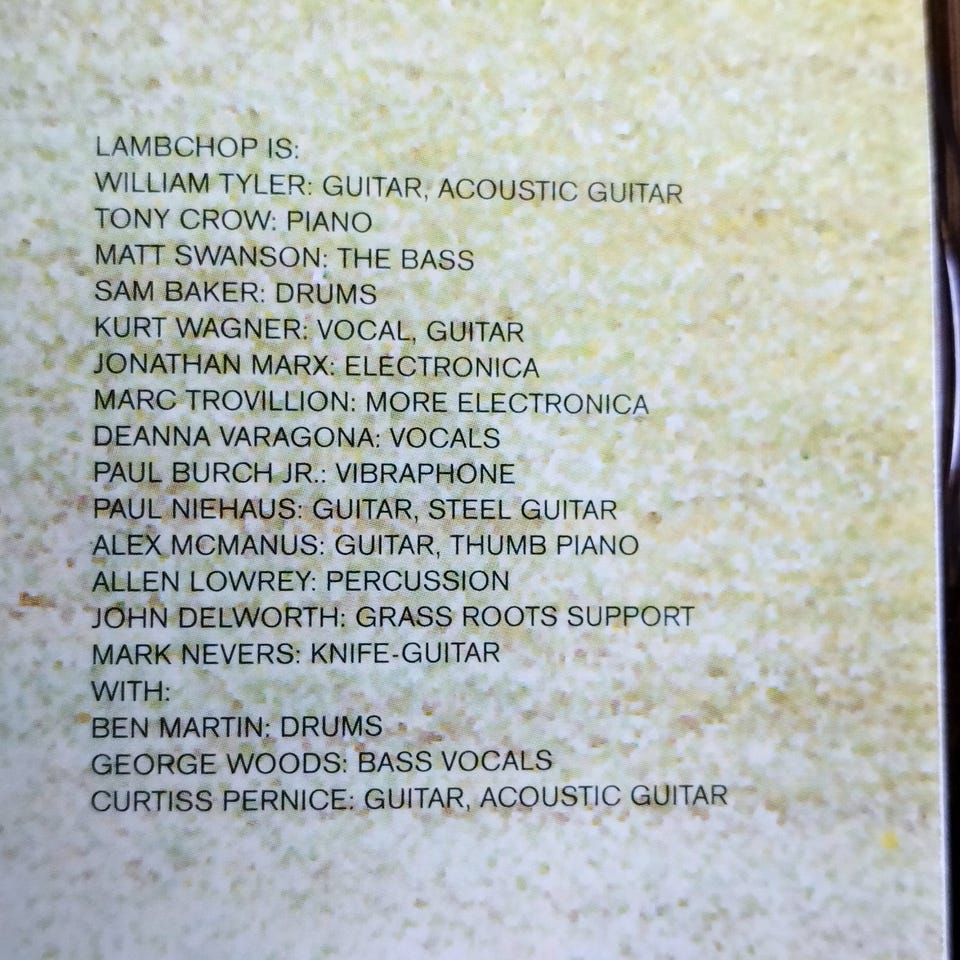 LAMBCHOP IS:
WILLIAM TYLER: GUITAR, ACOUSTIC GUITAR
TONY CROW: PIANO
MATT SWANSON: THE BASS
SAM BAKER: DRUMS
KURT WAGNER: VOCAL, GUITAR
JONATHAN MARX: ELECTRONICA
MARC TROVILLION: MORE ELECTRONICA
DEANNA VARAGONA: VOCALS
PAUL BURCH JR.: VIBRAPHONE
PAUL NIEHAUS: GUITAR, STEEL GUITAR
ALEX MCMANUS: GUITAR, THUMB PIANO
ALLEN LOWREY: PERCUSSION
JOHN DELWORTH: GRASS ROOTS SUPPORT
MARK NEVERS: KNIFE-GUITAR
WITH:
BEN MARTIN: DRUMS
GEORGE WOODS: BASS VOCALS
CURTISS PERNICE: GUITAR, ACOUSTIC GUITAR